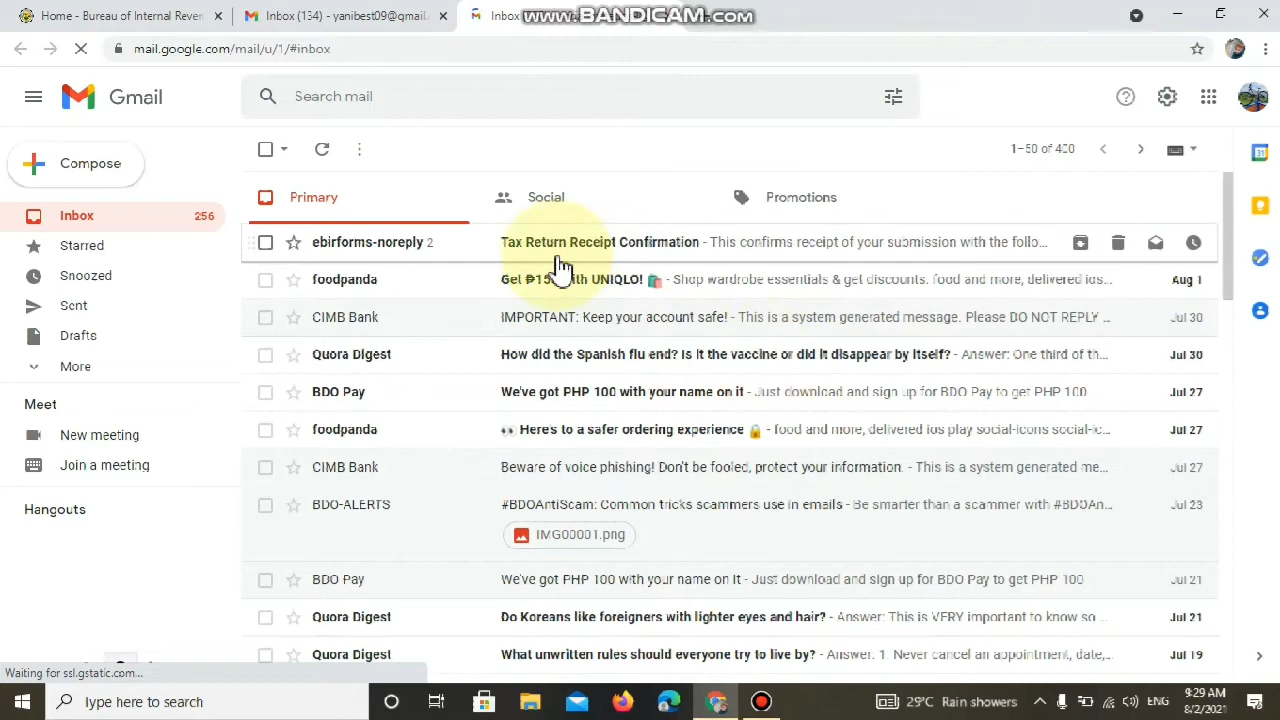 Home - Bureau of Internal Reven
Inbox (134) - yanibest09@gmail.
Inbox
www.BANDICAM.com
mail.google.com/mail/u/1/#inbox
Gmail
Search mail
Compose
1–50 of 400
Inbox 256
Starred
Snoozed
Sent
Drafts
More
Meet
New meeting
Join a meeting
Hangouts
Primary
Social
Promotions
ebirforms-noreply 2 Tax Return Receipt Confirmation - This confirms receipt of your submission with the follo...
foodpanda Get ₱15 with UNIQLO! 🛍️ - Shop wardrobe essentials & get discounts. food and more, delivered ios... Aug 1
CIMB Bank IMPORTANT: Keep your account safe! - This is a system generated message. Please DO NOT REPLY ... Jul 30
Quora Digest How did the Spanish flu end? Is it the vaccine or did it disappear by itself? - Answer: One third of th... Jul 30
BDO Pay We've got PHP 100 with your name on it - Just download and sign up for BDO Pay to get PHP 100 Jul 27
foodpanda 👀 Here's to a safer ordering experience 🔒 - food and more, delivered ios play social-icons social-ic... Jul 27
CIMB Bank Beware of voice phishing! Don't be fooled, protect your information. - This is a system generated me... Jul 27
BDO-ALERTS #BDOAntiScam: Common tricks scammers use in emails - Be smarter than a scammer with #BDOAn... Jul 23
IMG00001.png
BDO Pay We've got PHP 100 with your name on it - Just download and sign up for BDO Pay to get PHP 100 Jul 21
Quora Digest Do Koreans like foreigners with lighter eyes and hair? - Answer: This is VERY important to know so ... Jul 21
Quora Digest What unwritten rules should everyone try to live by? - Answer: 1. Never cancel an appointment, date,... Jul 19
Waiting for ssl.gstatic.com...
Type here to search
29°C Rain showers
ENG
9:29 AM
8/2/2021